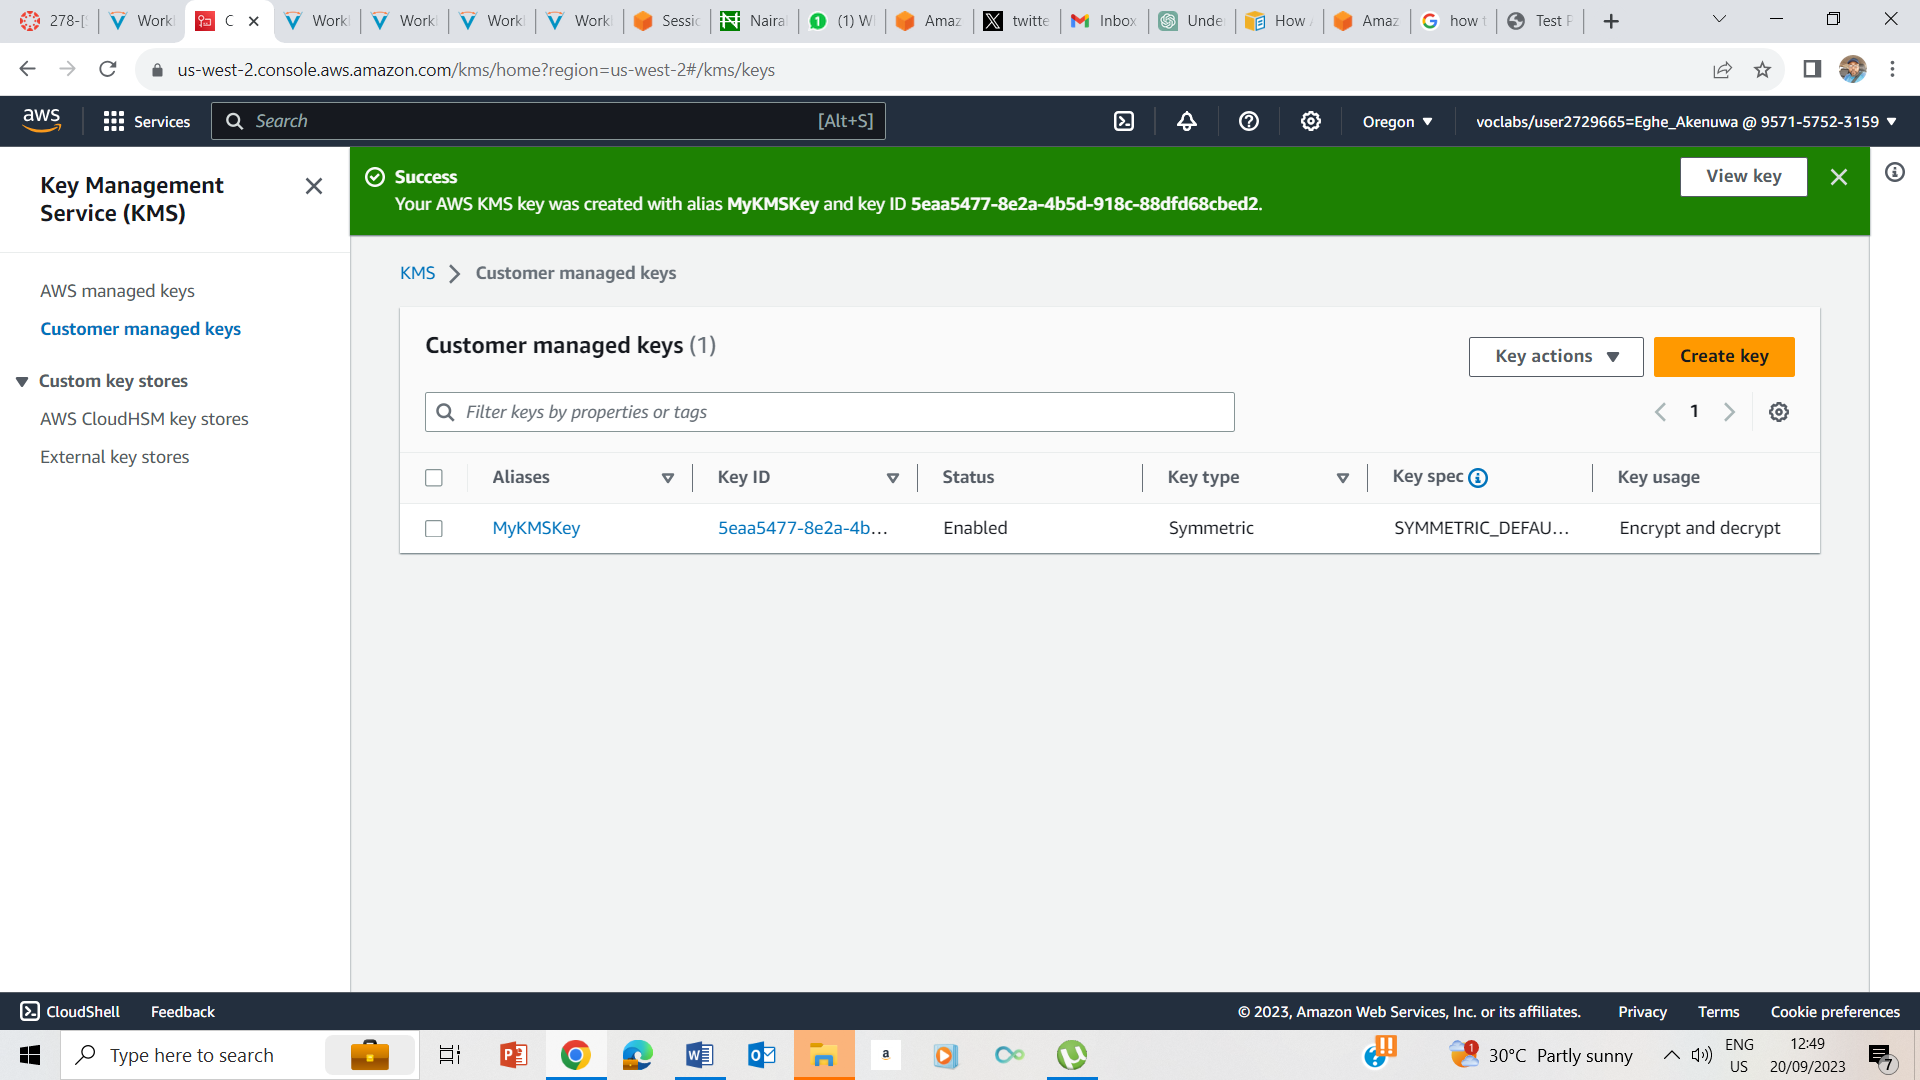 278-[S
Workl
C
Workl
Workl
Workl
Workl
Sessic
Naira
(1) W
Amaz
twitte
Inbox
Unde
How
Amaz
how t
Test P
us-west-2.console.aws.amazon.com/kms/home?region=us-west-2#/kms/keys
aws
Services
Search
[Alt+S]
Oregon
voclabs/user2729665=Eghe_Akenuwa @ 9571-5752-3159
Key Management
Service (KMS)
AWS managed keys
Customer managed keys
Custom key stores
AWS CloudHSM key stores
External key stores
Success
Your AWS KMS key was created with alias MyKMSKey and key ID 5eaa5477-8e2a-4b5d-918c-88dfd68cbed2.
View key
KMS
Customer managed keys
Customer managed keys (1)
Key actions
Create key
Filter keys by properties or tags
1
Aliases
Key ID
Status
Key type
Key spec
Key usage
MyKMSKey
5eaa5477-8e2a-4b...
Enabled
Symmetric
SYMMETRIC_DEFAU...
Encrypt and decrypt
CloudShell
Feedback
© 2023, Amazon Web Services, Inc. or its affiliates.
Privacy
Terms
Cookie preferences
Type here to search
a
1
30°C Partly sunny
ENG
US
12:49
20/09/2023
7